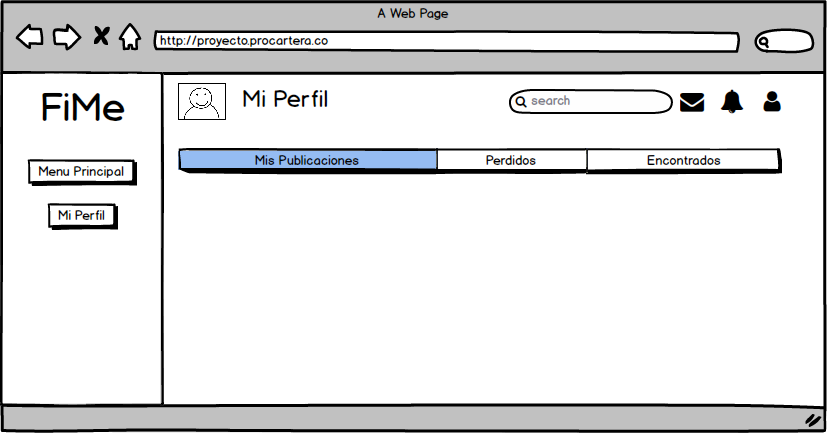 A Web Page
http://proyecto.procartera.co
FiMe
Mi Perfil
search
Menu Principal
Mi Perfil
Mis Publicaciones
Perdidos
Encontrados